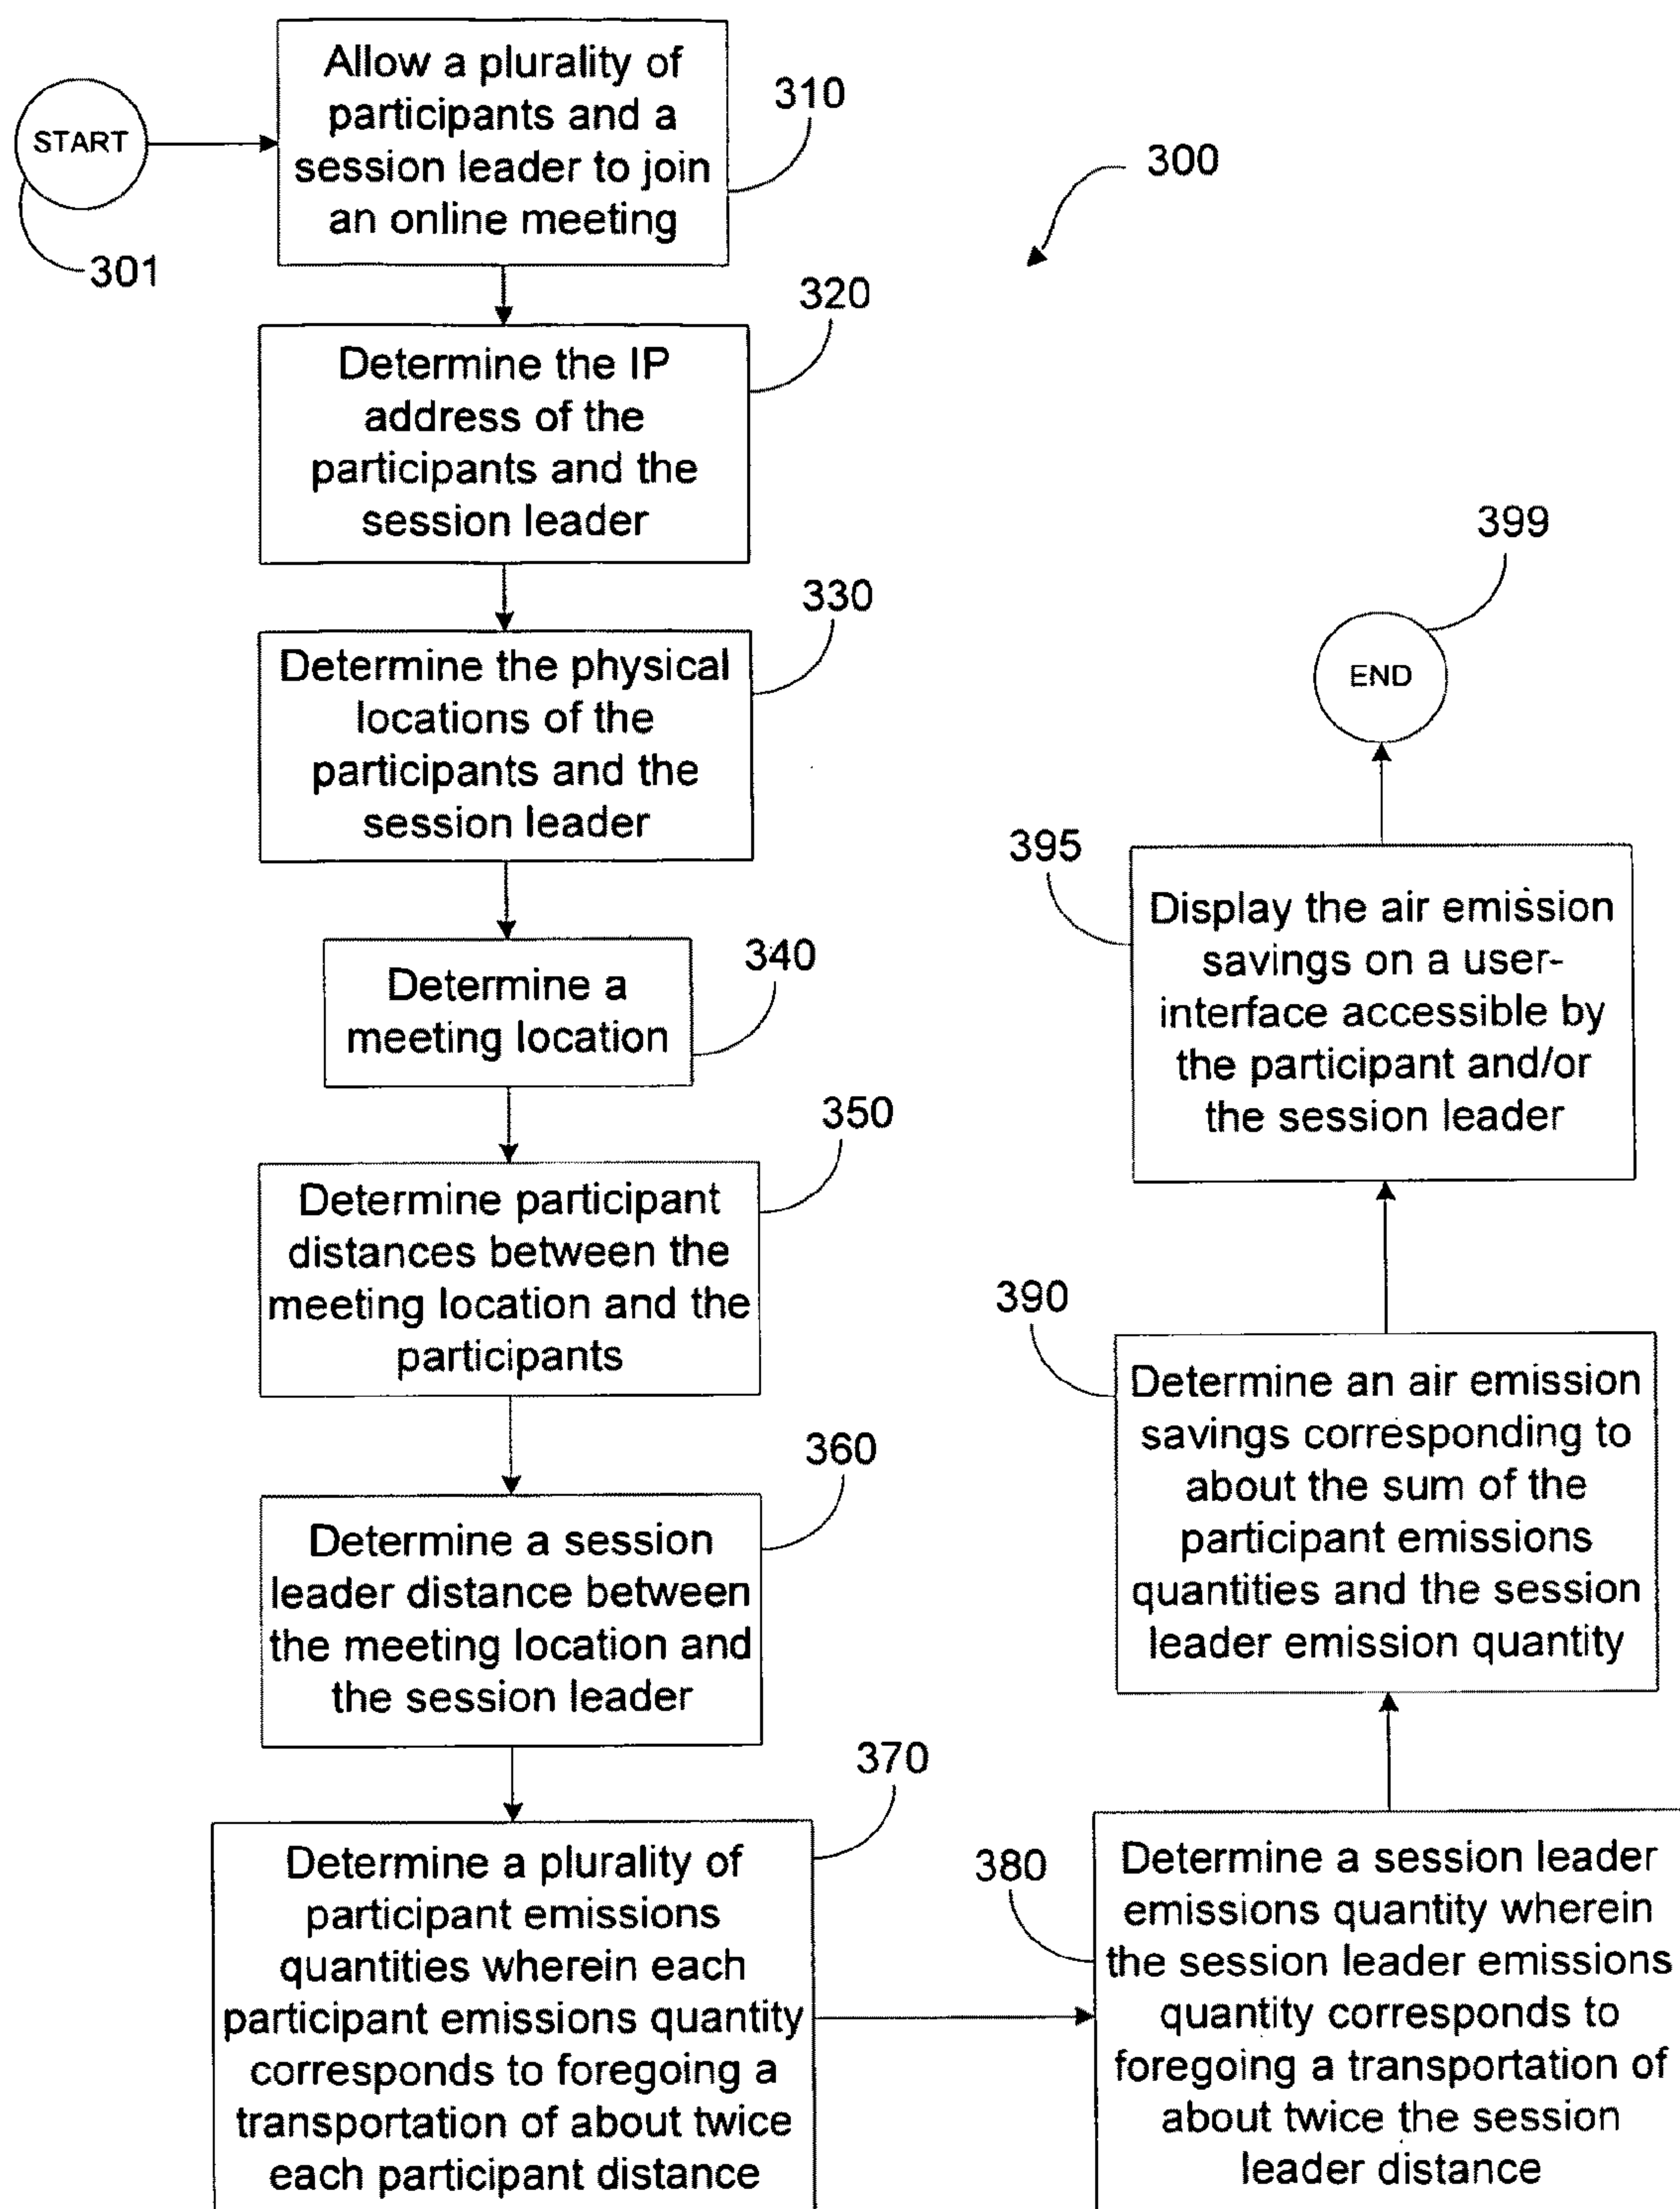 START
301
Allow a plurality of
participants and a
session leader to join
an online meeting
310
300
Determine the IP
address of the
participants and the
session leader
320
Determine the physical
locations of the
participants and the
session leader
330
Determine a
meeting location
340
Determine participant
distances between the
meeting location and the
participants
350
Determine a session
leader distance between
the meeting location and
the session leader
360
Determine a plurality of
participant emissions
quantities wherein each
participant emissions quantity
corresponds to foregoing a
transportation of about twice
each participant distance
370
380
Determine a session leader
emissions quantity wherein
the session leader emissions
quantity corresponds to
foregoing a transportation of
about twice the session
leader distance
390
Determine an air emission
savings corresponding to
about the sum of the
participant emissions
quantities and the session
leader emission quantity
395
Display the air emission
savings on a user-
interface accessible by
the participant and/or
the session leader
399
END